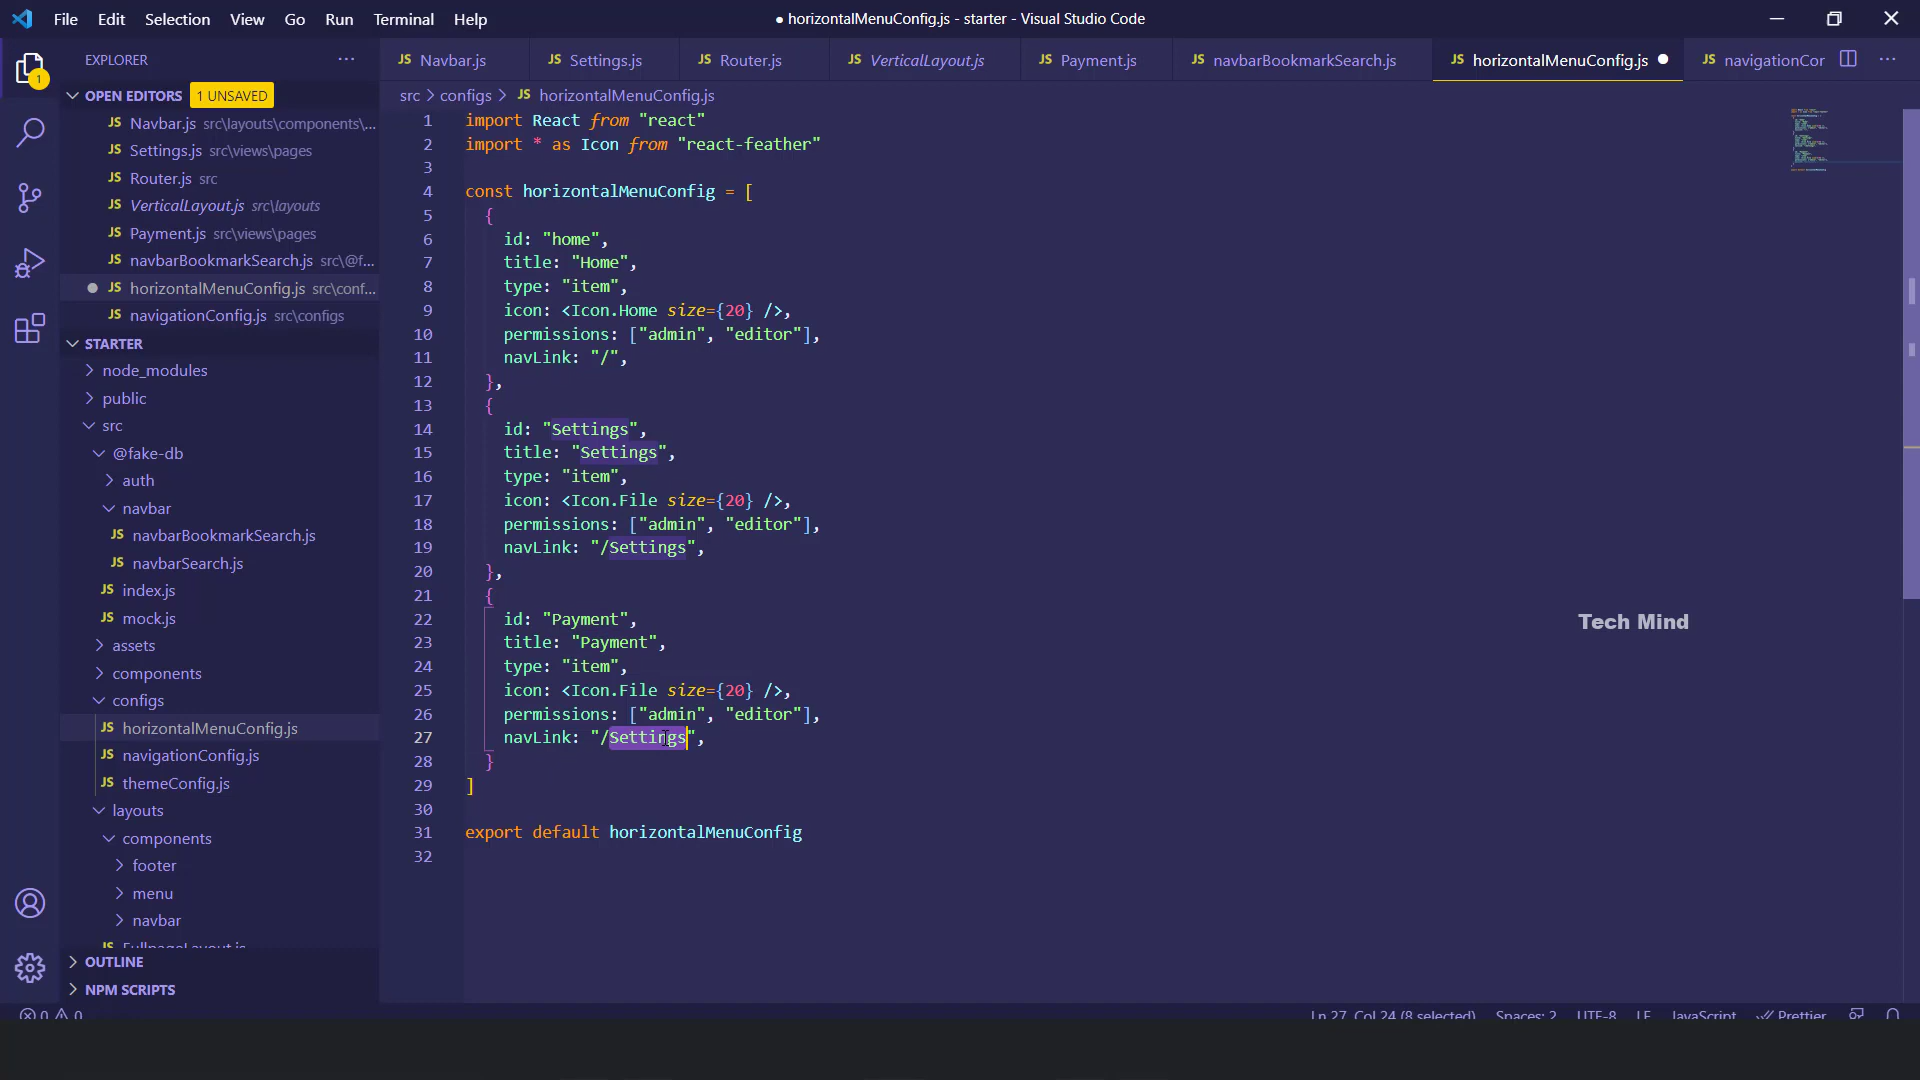 File Edit Selection View Go Run Terminal Help
● horizontalMenuConfig.js - starter - Visual Studio Code
EXPLORER ···
JS Navbar.js JS Settings.js JS Router.js JS VerticalLayout.js JS Payment.js JS navbarBookmarkSearch.js JS horizontalMenuConfig.js ● JS navigationCor ···
1
OPEN EDITORS 1 UNSAVED
JS Navbar.js src\layouts\components\...
JS Settings.js src\views\pages
JS Router.js src
JS VerticalLayout.js src\layouts
JS Payment.js src\views\pages
JS navbarBookmarkSearch.js src\@f...
● JS horizontalMenuConfig.js src\conf...
JS navigationConfig.js src\configs
STARTER
node_modules
public
src
@fake-db
auth
navbar
JS navbarBookmarkSearch.js
JS navbarSearch.js
JS index.js
JS mock.js
assets
components
configs
JS horizontalMenuConfig.js
JS navigationConfig.js
JS themeConfig.js
layouts
components
footer
menu
navbar
JS FullpageLayout.js
OUTLINE
NPM SCRIPTS
src > configs > JS horizontalMenuConfig.js
1 import React from "react"
2 import * as Icon from "react-feather"
3
4 const horizontalMenuConfig = [
5 {
6 id: "home",
7 title: "Home",
8 type: "item",
9 icon: <Icon.Home size={20} />,
10 permissions: ["admin", "editor"],
11 navLink: "/",
12 },
13 {
14 id: "Settings",
15 title: "Settings",
16 type: "item",
17 icon: <Icon.File size={20} />,
18 permissions: ["admin", "editor"],
19 navLink: "/Settings",
20 },
21 {
22 id: "Payment",
23 title: "Payment",
24 type: "item",
25 icon: <Icon.File size={20} />,
26 permissions: ["admin", "editor"],
27 navLink: "/Settings",
28 }
29 ]
30
31 export default horizontalMenuConfig
32
Tech Mind
0 0 Ln 27, Col 24 (8 selected) Spaces: 2 UTF-8 LF JavaScript Prettier